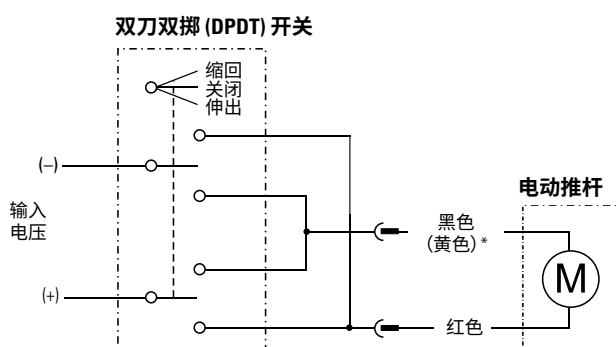 双刀双掷 (DPDT) 开关
缩回
关闭
伸出
(–)
输入
电压
(+)
电动推杆
黑色
(黄色) *
M
红色